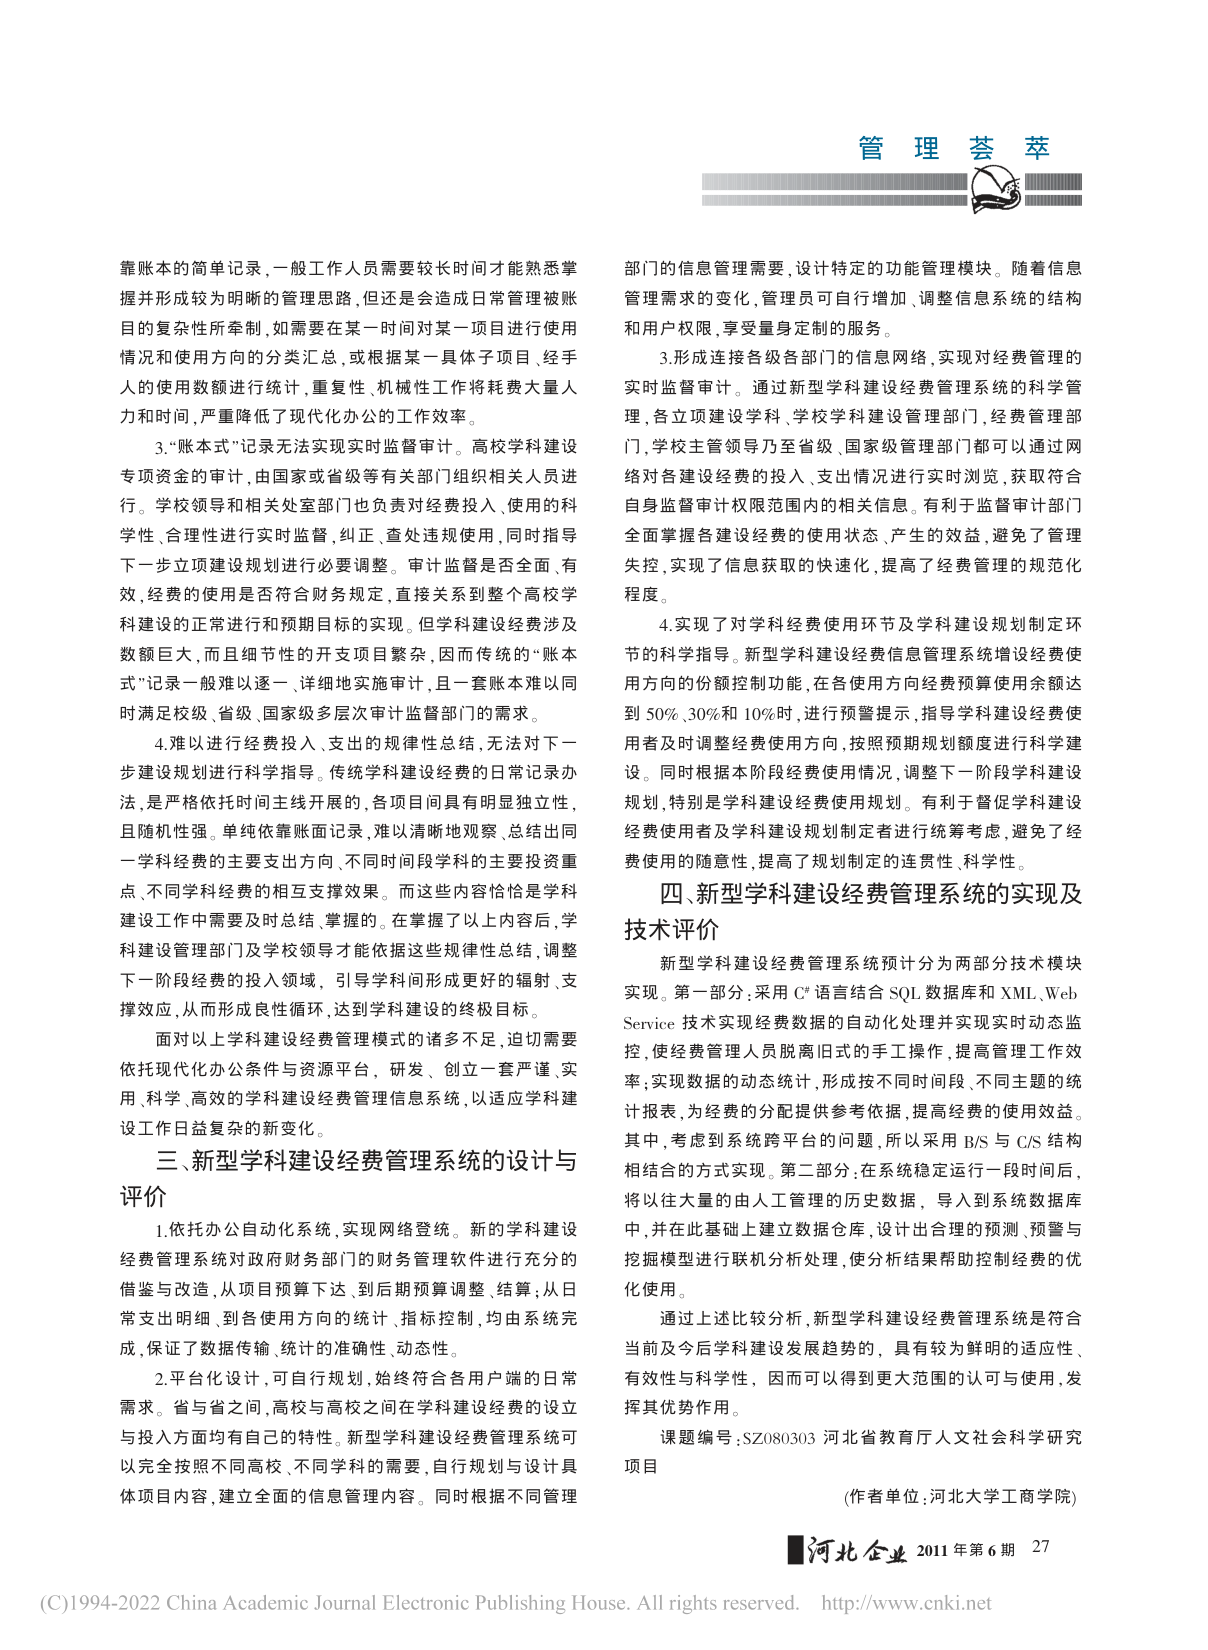 管理荟萃
靠账本的简单记录,一般工作人员需要较长时间才能熟悉掌
握并形成较为明晰的管理思路,但还是会造成日常管理被账
目的复杂性所牵制,如需要在某一时间对某一项目进行使用
情况和使用方向的分类汇总,或根据某一具体子项目、经手
人的使用数额进行统计,重复性、机械性工作将耗费大量人
力和时间,严重降低了现代化办公的工作效率。
3.“账本式”记录无法实现实时监督审计。高校学科建设
专项资金的审计,由国家或省级等有关部门组织相关人员进
行。学校领导和相关处室部门也负责对经费投入、使用的科
学性、合理性进行实时监督,纠正、查处违规使用,同时指导
下一步立项建设规划进行必要调整。审计监督是否全面、有
效,经费的使用是否符合财务规定,直接关系到整个高校学
科建设的正常进行和预期目标的实现。但学科建设经费涉及
数额巨大,而且细节性的开支项目繁杂,因而传统的“账本
式”记录一般难以逐一、详细地实施审计,且一套账本难以同
时满足校级、省级、国家级多层次审计监督部门的需求。
4.难以进行经费投入、支出的规律性总结,无法对下一
步建设规划进行科学指导。传统学科建设经费的日常记录办
法,是严格依托时间主线开展的,各项目间具有明显独立性,
且随机性强。单纯依靠账面记录,难以清晰地观察、总结出同
一学科经费的主要支出方向、不同时间段学科的主要投资重
点、不同学科经费的相互支撑效果。而这些内容恰恰是学科
建设工作中需要及时总结、掌握的。在掌握了以上内容后,学
科建设管理部门及学校领导才能依据这些规律性总结,调整
下一阶段经费的投入领域,引导学科间形成更好的辐射、支
撑效应,从而形成良性循环,达到学科建设的终极目标。
面对以上学科建设经费管理模式的诸多不足,迫切需要
依托现代化办公条件与资源平台,研发、创立一套严谨、实
用、科学、高效的学科建设经费管理信息系统,以适应学科建
设工作日益复杂的新变化。
三、新型学科建设经费管理系统的设计与
评价
1.依托办公自动化系统,实现网络登统。新的学科建设
经费管理系统对政府财务部门的财务管理软件进行充分的
借鉴与改造,从项目预算下达、到后期预算调整、结算;从日
常支出明细、到各使用方向的统计、指标控制,均由系统完
成,保证了数据传输、统计的准确性、动态性。
2.平台化设计,可自行规划,始终符合各用户端的日常
需求。省与省之间,高校与高校之间在学科建设经费的设立
与投入方面均有自己的特性。新型学科建设经费管理系统可
以完全按照不同高校、不同学科的需要,自行规划与设计具
体项目内容,建立全面的信息管理内容。同时根据不同管理
部门的信息管理需要,设计特定的功能管理模块。随着信息
管理需求的变化,管理员可自行增加、调整信息系统的结构
和用户权限,享受量身定制的服务。
3.形成连接各级各部门的信息网络,实现对经费管理的
实时监督审计。通过新型学科建设经费管理系统的科学管
理,各立项建设学科、学校学科建设管理部门,经费管理部
门,学校主管领导乃至省级、国家级管理部门都可以通过网
络对各建设经费的投入、支出情况进行实时浏览,获取符合
自身监督审计权限范围内的相关信息。有利于监督审计部门
全面掌握各建设经费的使用状态、产生的效益,避免了管理
失控,实现了信息获取的快速化,提高了经费管理的规范化
程度。
4.实现了对学科经费使用环节及学科建设规划制定环
节的科学指导。新型学科建设经费信息管理系统增设经费使
用方向的份额控制功能,在各使用方向经费预算使用余额达
到50%、30%和10%时,进行预警提示,指导学科建设经费使
用者及时调整经费使用方向,按照预期规划额度进行科学建
设。同时根据本阶段经费使用情况,调整下一阶段学科建设
规划,特别是学科建设经费使用规划。有利于督促学科建设
经费使用者及学科建设规划制定者进行统筹考虑,避免了经
费使用的随意性,提高了规划制定的连贯性、科学性。
四、新型学科建设经费管理系统的实现及
技术评价
新型学科建设经费管理系统预计分为两部分技术模块
实现。第一部分:采用C#语言结合SQL数据库和XML、Web
Service技术实现经费数据的自动化处理并实现实时动态监
控,使经费管理人员脱离旧式的手工操作,提高管理工作效
率;实现数据的动态统计,形成按不同时间段、不同主题的统
计报表,为经费的分配提供参考依据,提高经费的使用效益。
其中,考虑到系统跨平台的问题,所以采用B/S与C/S结构
相结合的方式实现。第二部分:在系统稳定运行一段时间后,
将以往大量的由人工管理的历史数据,导入到系统数据库
中,并在此基础上建立数据仓库,设计出合理的预测、预警与
挖掘模型进行联机分析处理,使分析结果帮助控制经费的优
化使用。
通过上述比较分析,新型学科建设经费管理系统是符合
当前及今后学科建设发展趋势的,具有较为鲜明的适应性、
有效性与科学性,因而可以得到更大范围的认可与使用,发
挥其优势作用。
课题编号:SZ080303河北省教育厅人文社会科学研究
项目
(作者单位:河北大学工商学院)
河北企业 2011年第6期 27
(C)1994-2022 China Academic Journal Electronic Publishing House. All rights reserved. http://www.cnki.net